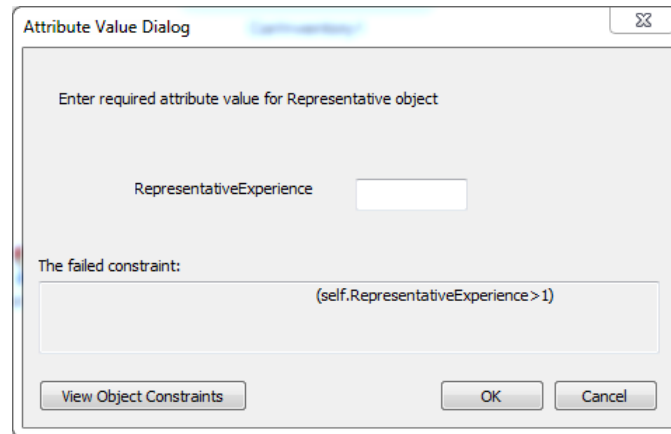 Attribute Value Dialog
Enter required attribute value for Representative object
RepresentativeExperience
The failed constraint:
(self.RepresentativeExperience>1)
View Object Constraints
OK
Cancel